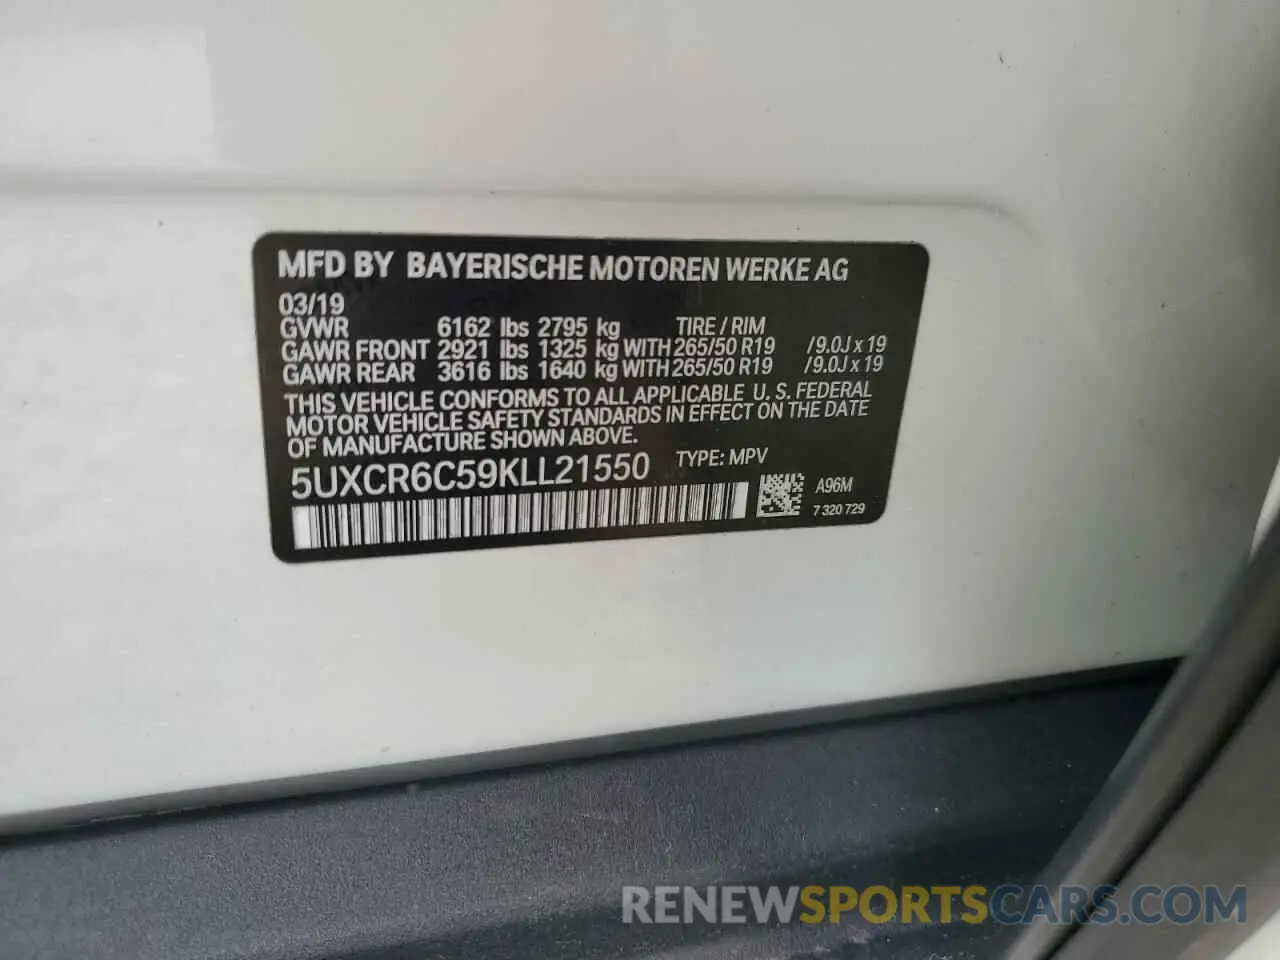 MFD BY BAYERISCHE MOTOREN WERKE AG
03/19
GVWR 6162 lbs 2795 kg TIRE / RIM
GAWR FRONT 2921 lbs 1325 kg WITH 265/50 R19 /9.0J x 19
GAWR REAR 3616 lbs 1640 kg WITH 265/50 R19 /9.0J x 19
THIS VEHICLE CONFORMS TO ALL APPLICABLE U. S. FEDERAL
MOTOR VEHICLE SAFETY STANDARDS IN EFFECT ON THE DATE
OF MANUFACTURE SHOWN ABOVE.
5UXCR6C59KLL21550 TYPE: MPV
A96M
7 320 729
RENEWSPORTSCARS.COM